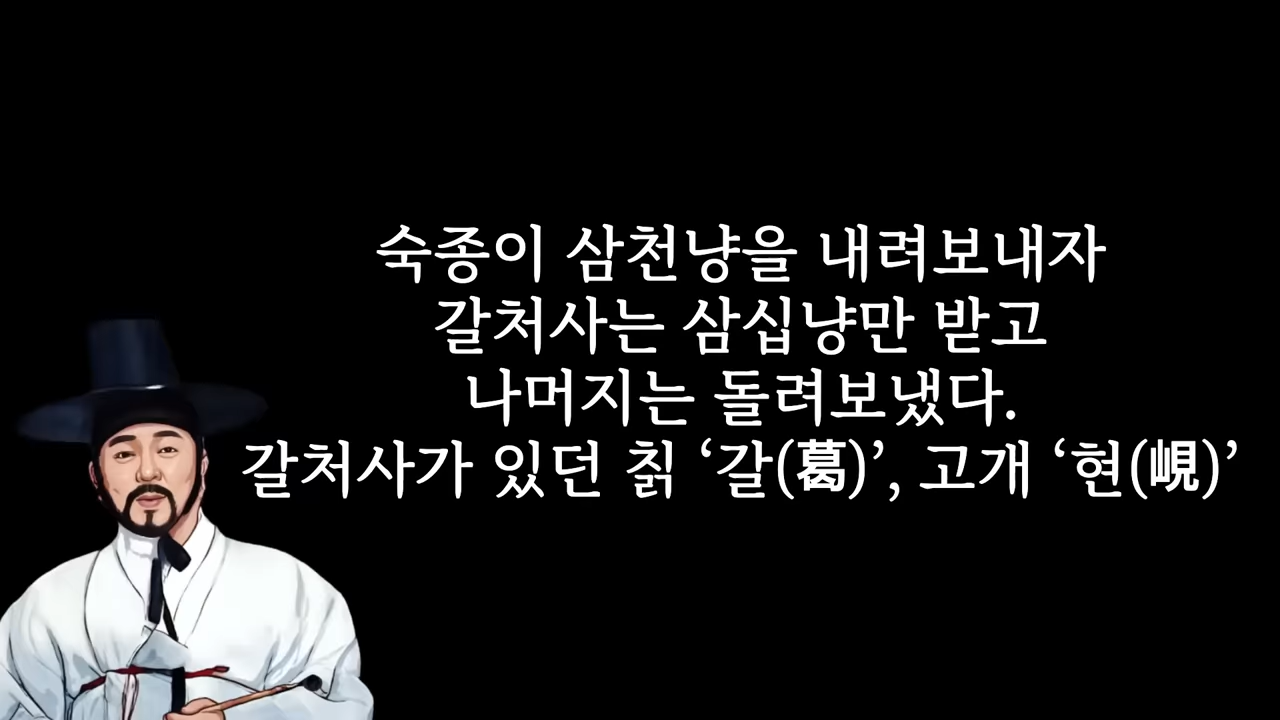 숙종이 삼천냥을 내려보내자
갈처사는 삼십냥만 받고
나머지는 돌려보냈다.
갈처사가 있던 칡 ‘갈(葛)’, 고개 ‘현(峴)’